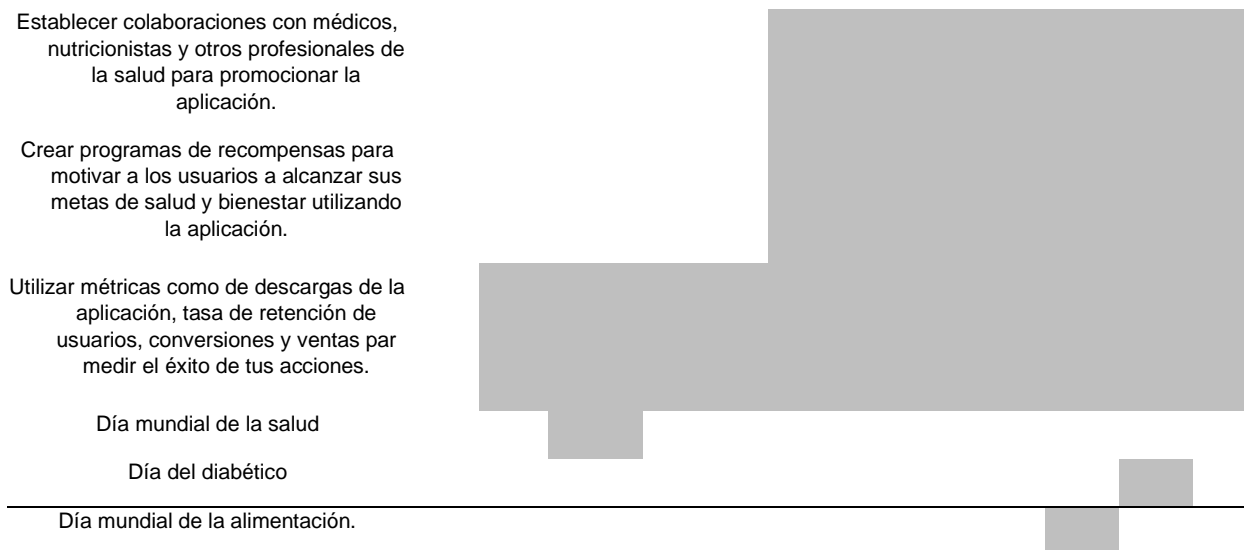 Establecer colaboraciones con médicos,
nutricionistas y otros profesionales de
la salud para promocionar la
aplicación.
Crear programas de recompensas para
motivar a los usuarios a alcanzar sus
metas de salud y bienestar utilizando
la aplicación.
Utilizar métricas como de descargas de la
aplicación, tasa de retención de
usuarios, conversiones y ventas par
medir el éxito de tus acciones.
Día mundial de la salud
Día del diabético
Día mundial de la alimentación.